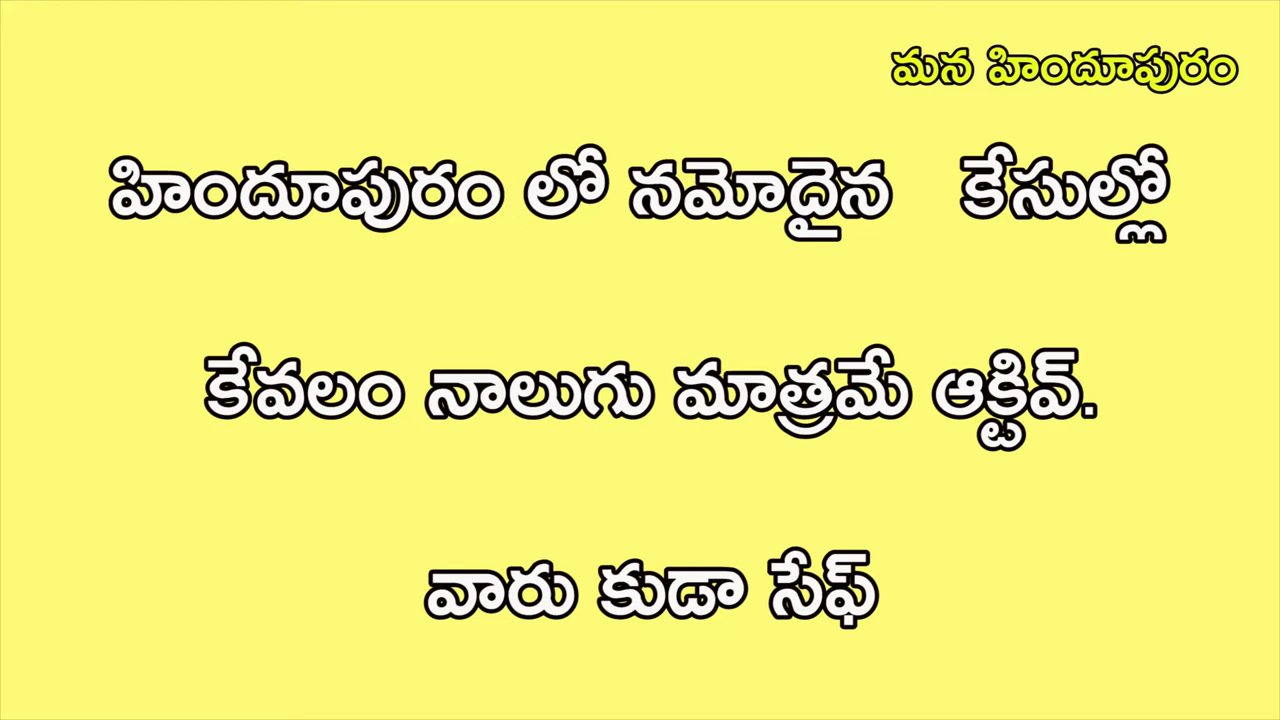 మన హిందూపురం
హిందూపురం లో నమోదైన కేసుల్లో
కేవలం నాలుగు మాత్రమే ఆక్టివ్.
వారు కుడా సేఫ్